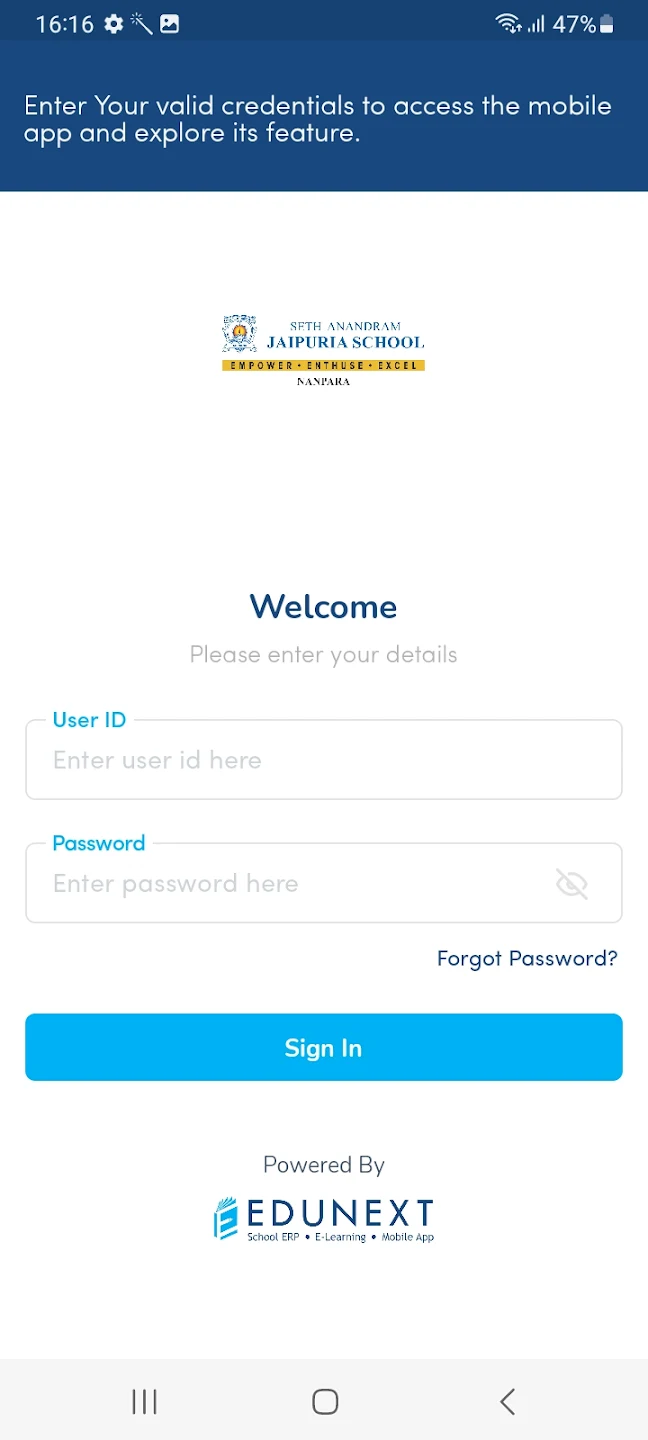 16:16
47%
Enter Your valid credentials to access the mobile
app and explore its feature.
SETH ANANDRAM
JAIPURIA SCHOOL
EMPOWER • ENTHUSE • EXCEL
NANPARA
Welcome
Please enter your details
User ID
Enter user id here
Password
Enter password here
Forgot Password?
Sign In
Powered By
EDUNEXT
School ERP • E-Learning • Mobile App